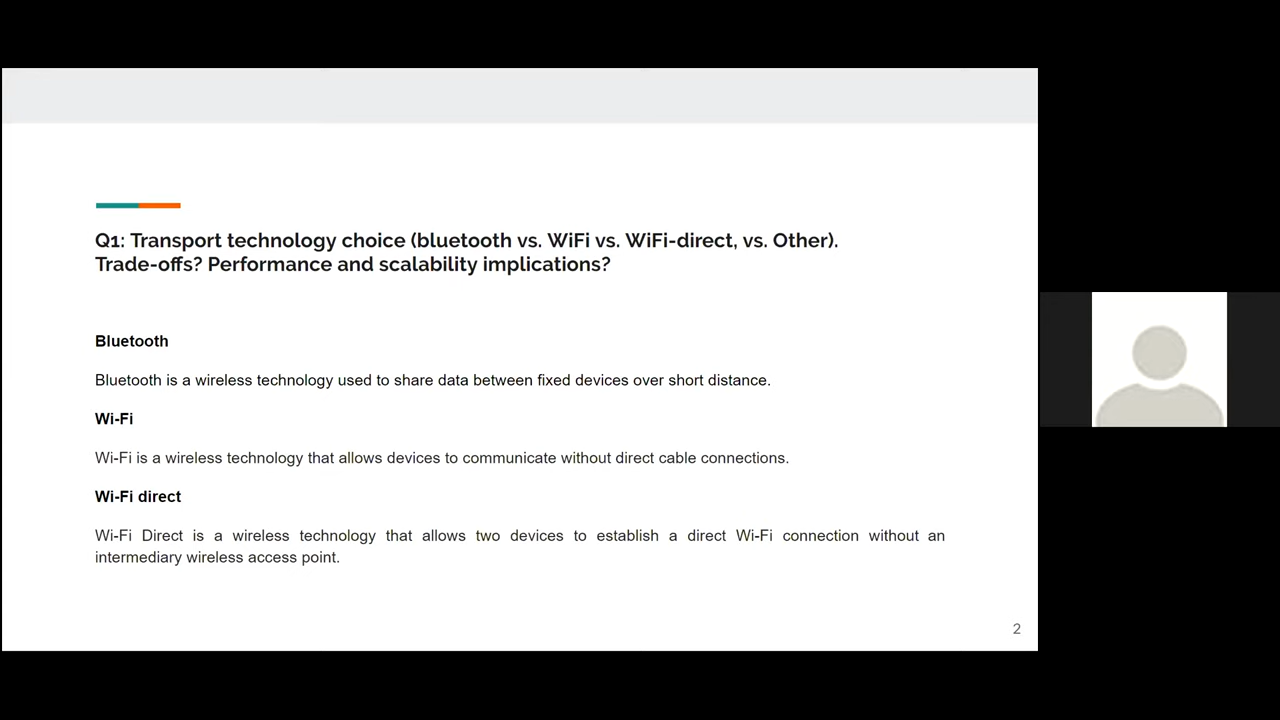 Q1: Transport technology choice (bluetooth vs. WiFi vs. WiFi-direct, vs. Other).
Trade-offs? Performance and scalability implications?
Bluetooth
Bluetooth is a wireless technology used to share data between fixed devices over short distance.
Wi-Fi
Wi-Fi is a wireless technology that allows devices to communicate without direct cable connections.
Wi-Fi direct
Wi-Fi Direct is a wireless technology that allows two devices to establish a direct Wi-Fi connection without an
intermediary wireless access point.
2